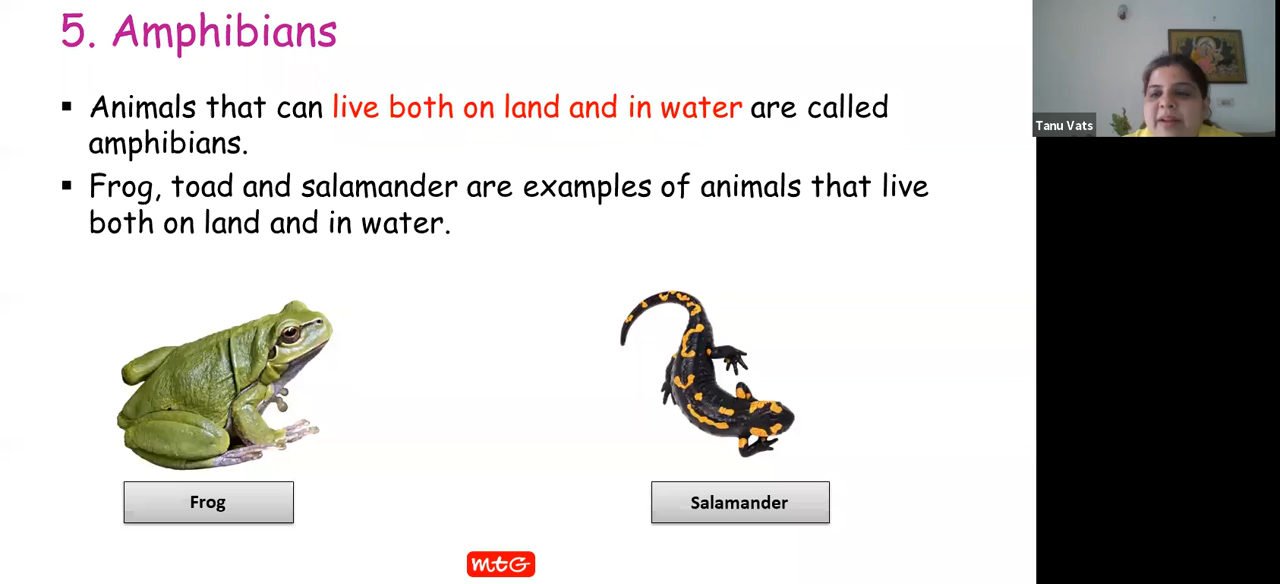 5. Amphibians
▪ Animals that can live both on land and in water are called
amphibians.
▪ Frog, toad and salamander are examples of animals that live
both on land and in water.
Frog
Salamander
mtG
Tanu Vats